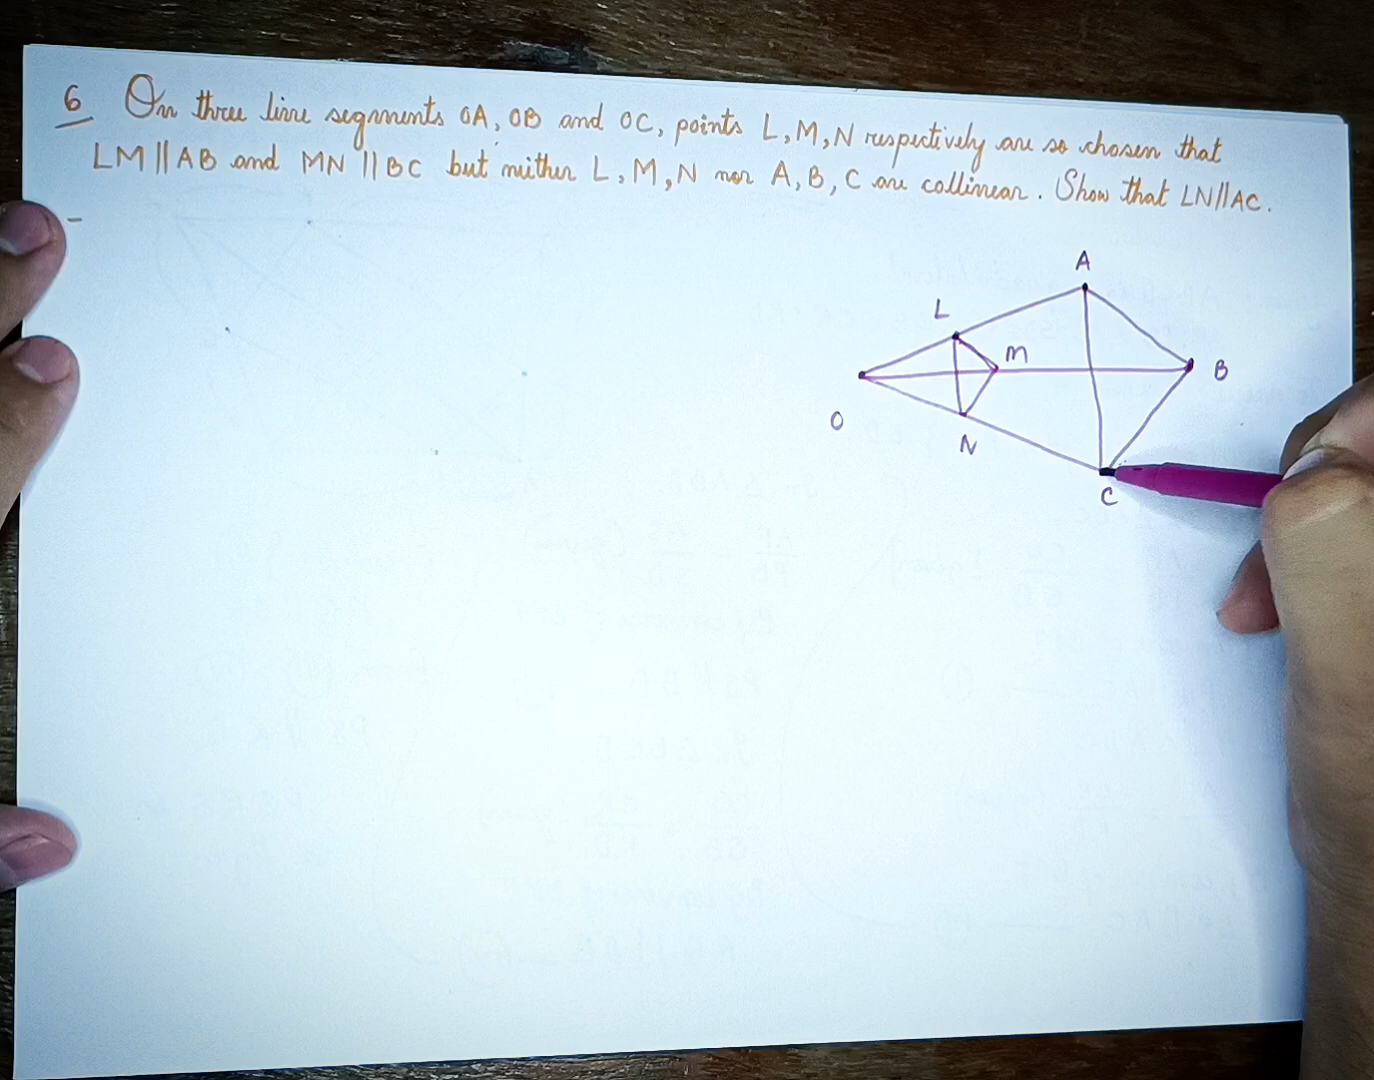 6 On three line segments OA, OB and OC, points L, M, N respectively are so chosen that
LM || AB and MN || BC but neither L, M, N nor A, B, C are collinear. Show that LN || AC.
A
L
M
B
O
N
C